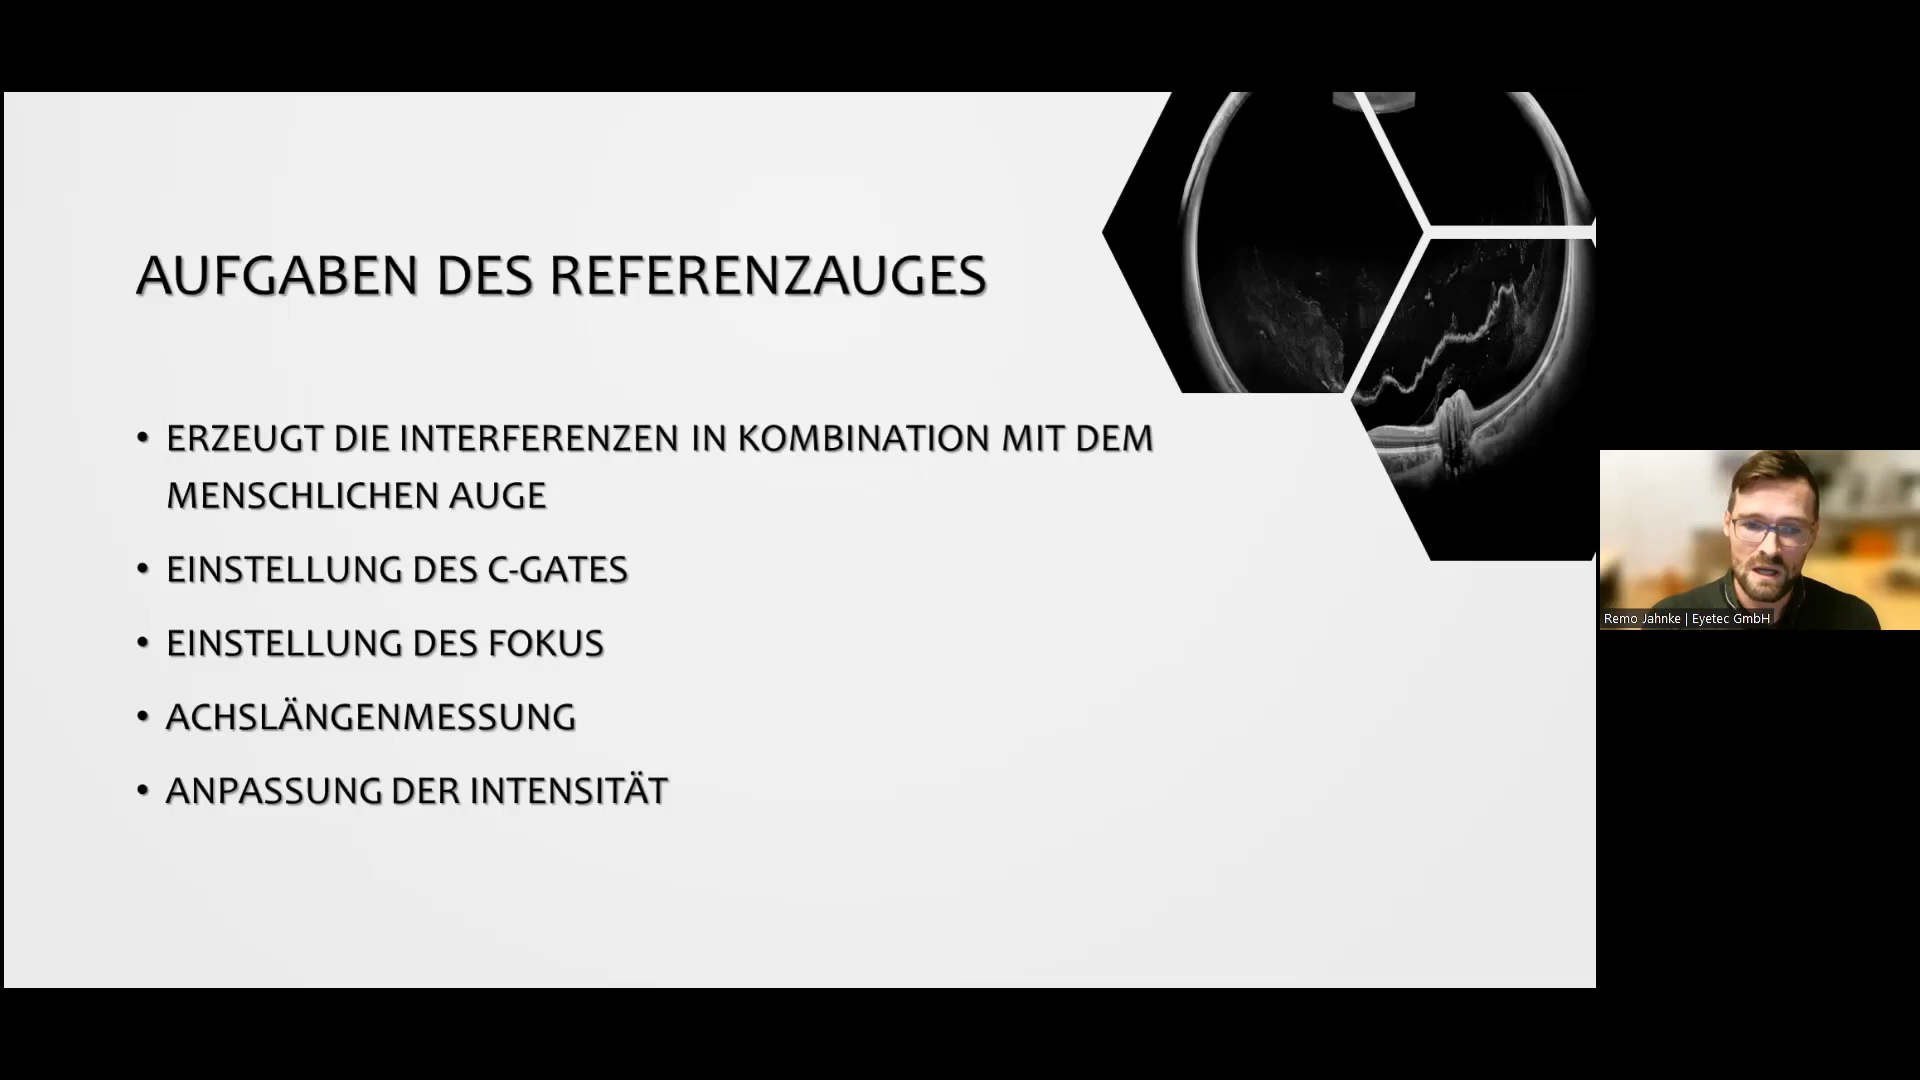 AUFGABEN DES REFERENZAUGES
• ERZEUGT DIE INTERFERENZEN IN KOMBINATION MIT DEM
MENSCHLICHEN AUGE
• EINSTELLUNG DES C-GATES
• EINSTELLUNG DES FOKUS
• ACHSLÄNGENMESSUNG
• ANPASSUNG DER INTENSITÄT
Remo Jahnke | Eyetec GmbH